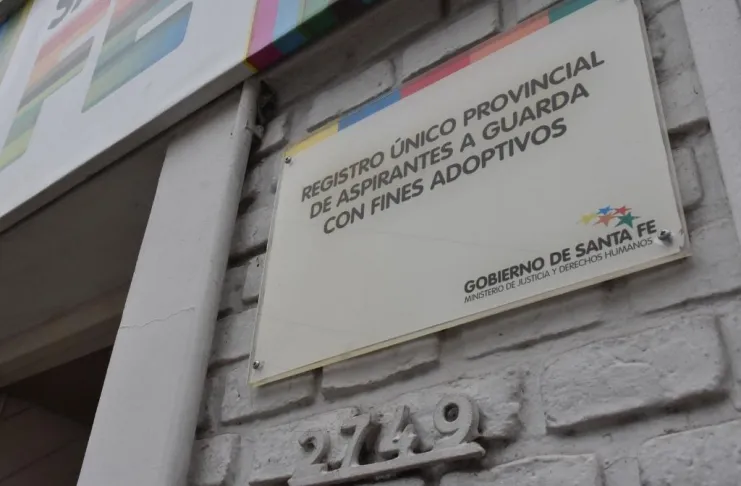 REGISTRO ÚNICO PROVINCIAL
DE ASPIRANTES A GUARDA
CON FINES ADOPTIVOS
GOBIERNO DE SANTA FE
MINISTERIO DE JUSTICIA Y DERECHOS HUMANOS
2749